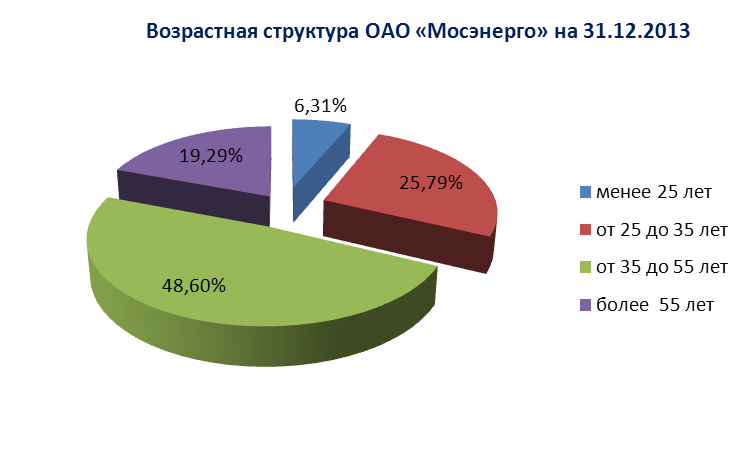 Возрастная структура ОАО «Мосэнерго» на 31.12.2013
6,31%
19,29%
25,79%
48,60%
менее 25 лет
от 25 до 35 лет
от 35 до 55 лет
более  55 лет